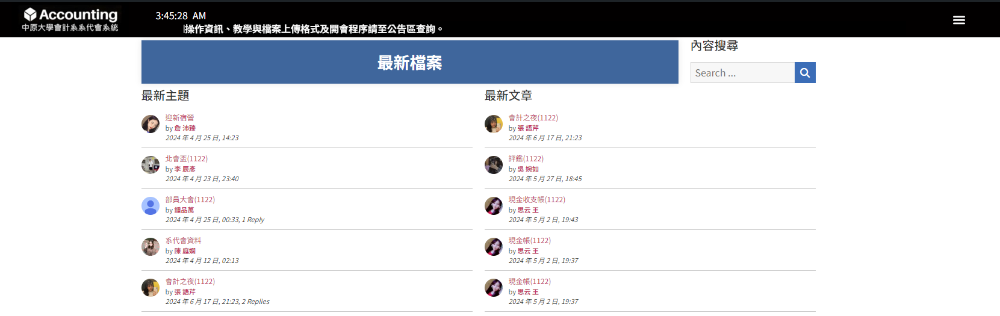 Accounting
中原大學會計系系代會系統
3:45:28 AM
操作資訊、教學與檔案上傳格式及開會程序請至公告區查詢。
最新檔案
內容搜尋
Search ...
最新主題
迎新宿營
by 詹 沛臻
2024 年 4 月 25 日, 14:23
北會盃(1122)
by 李 辰彥
2024 年 4 月 23 日, 23:40
部員大會(1122)
by 鍾品萬
2024 年 4 月 25 日, 00:33, 1 Reply
系代會資料
by 陳 庭嫻
2024 年 4 月 12 日, 02:13
會計之夜(1122)
by 張 語芹
2024 年 6 月 17 日, 21:23, 2 Replies
最新文章
會計之夜(1122)
by 張 語芹
2024 年 6 月 17 日, 21:23
評鑑(1122)
by 吳 婉如
2024 年 5 月 27 日, 18:45
現金收支帳(1122)
by 思云 王
2024 年 5 月 2 日, 19:43
現金帳(1122)
by 思云 王
2024 年 5 月 2 日, 19:37
現金帳(1122)
by 思云 王
2024 年 5 月 2 日, 19:37